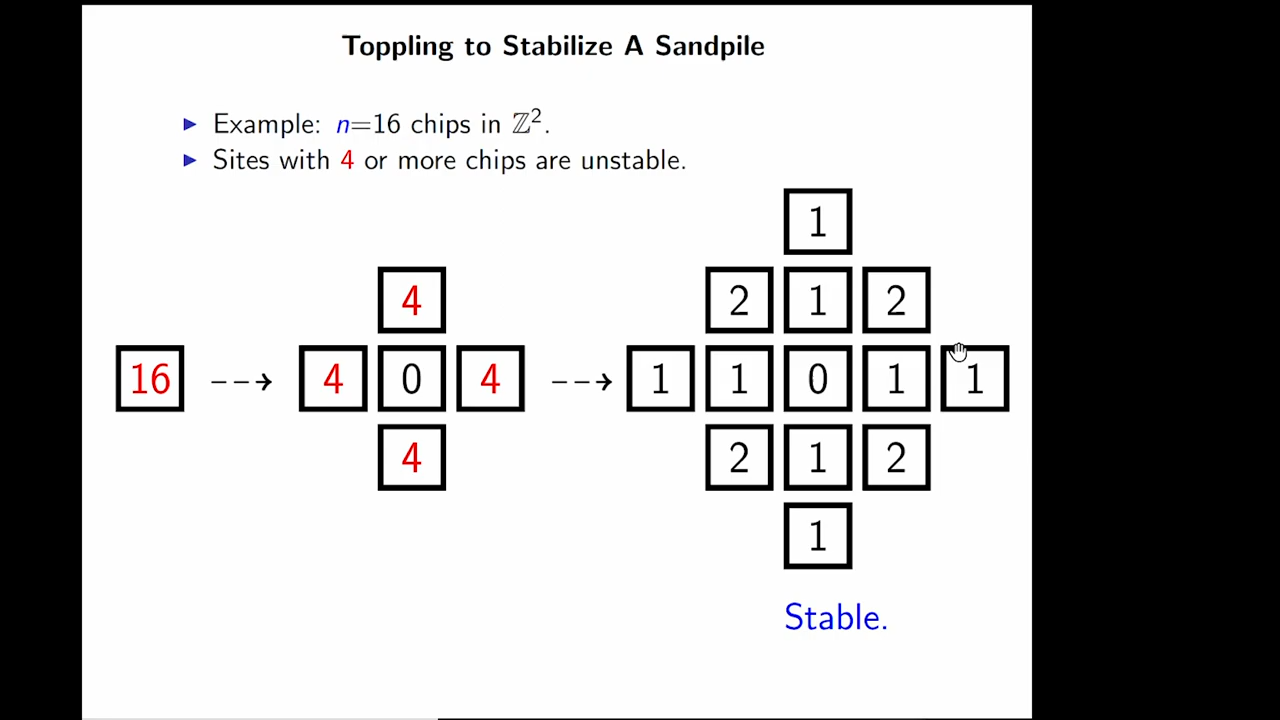 Toppling to Stabilize A Sandpile
Example: n=16 chips in ℤ².
Sites with 4 or more chips are unstable.
1
4 2 1 2
16 4 0 4 1 1 0 1 1
4 2 1 2
1
Stable.